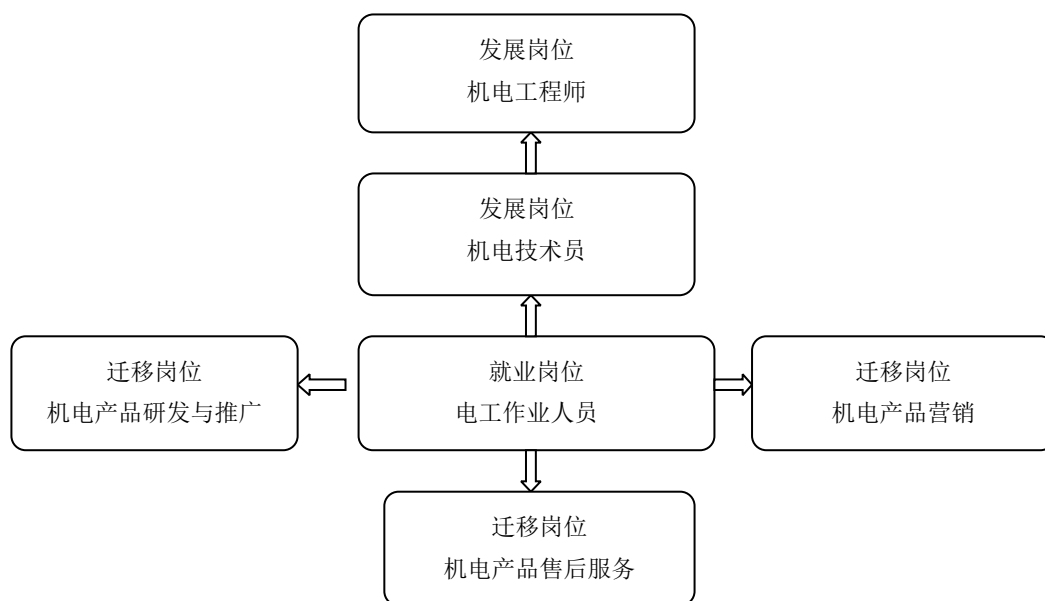 发展岗位
机电工程师
发展岗位
机电技术员
迁移岗位
机电产品研发与推广
就业岗位
电工作业人员
迁移岗位
机电产品营销
迁移岗位
机电产品售后服务